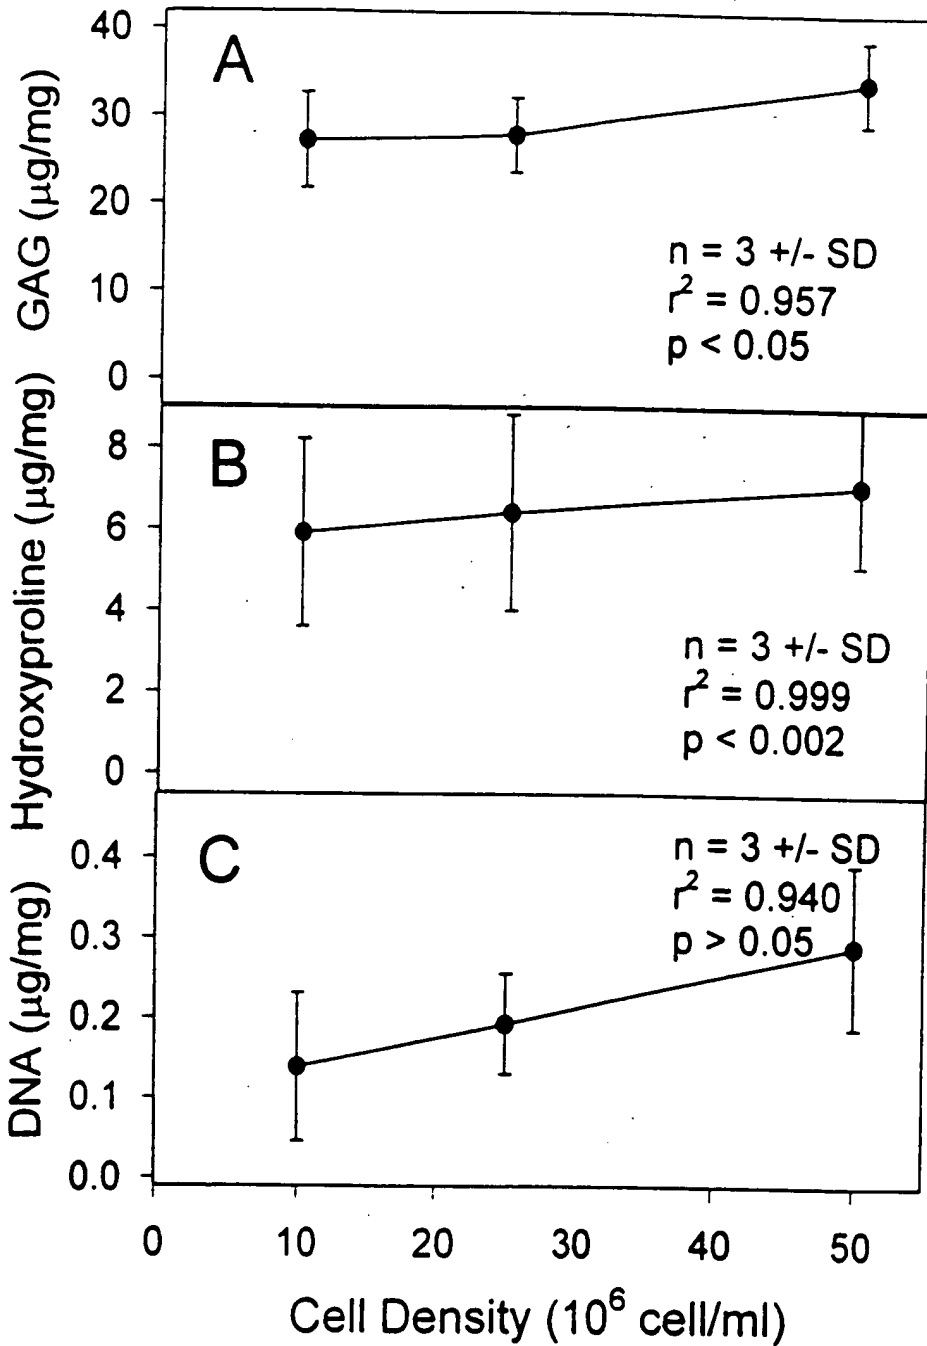 GAG (μg/mg)
40
30
20
10
0
A
n = 3 +/- SD
r² = 0.957
p < 0.05
Hydroxyproline (μg/mg)
8
6
4
2
0
B
n = 3 +/- SD
r² = 0.999
p < 0.002
DNA (μg/mg)
0.4
0.3
0.2
0.1
0.0
C
n = 3 +/- SD
r² = 0.940
p > 0.05
0 10 20 30 40 50
Cell Density (10⁶ cell/ml)